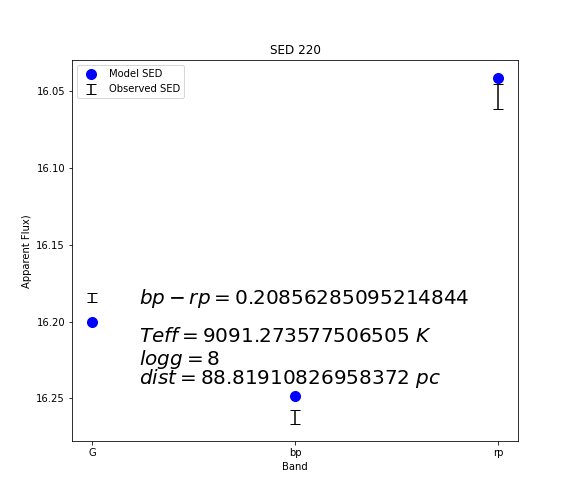 SED 220
Model SED
Observed SED
16.05
16.10
16.15
16.20
16.25
Apparent Flux)
bp − rp = 0.20856285095214844
Teff = 9091.273577506505 K
logg = 8
dist = 88.81910826958372 pc
G
bp
rp
Band